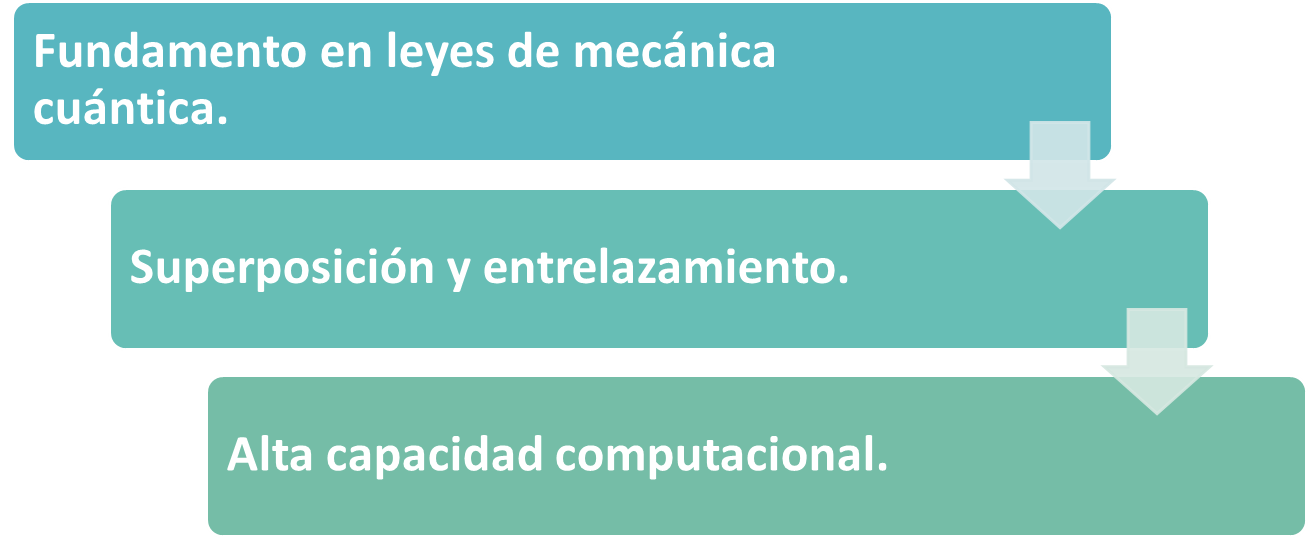 Fundamento en leyes de mecánica
cuántica.
Superposición y entrelazamiento.
Alta capacidad computacional.